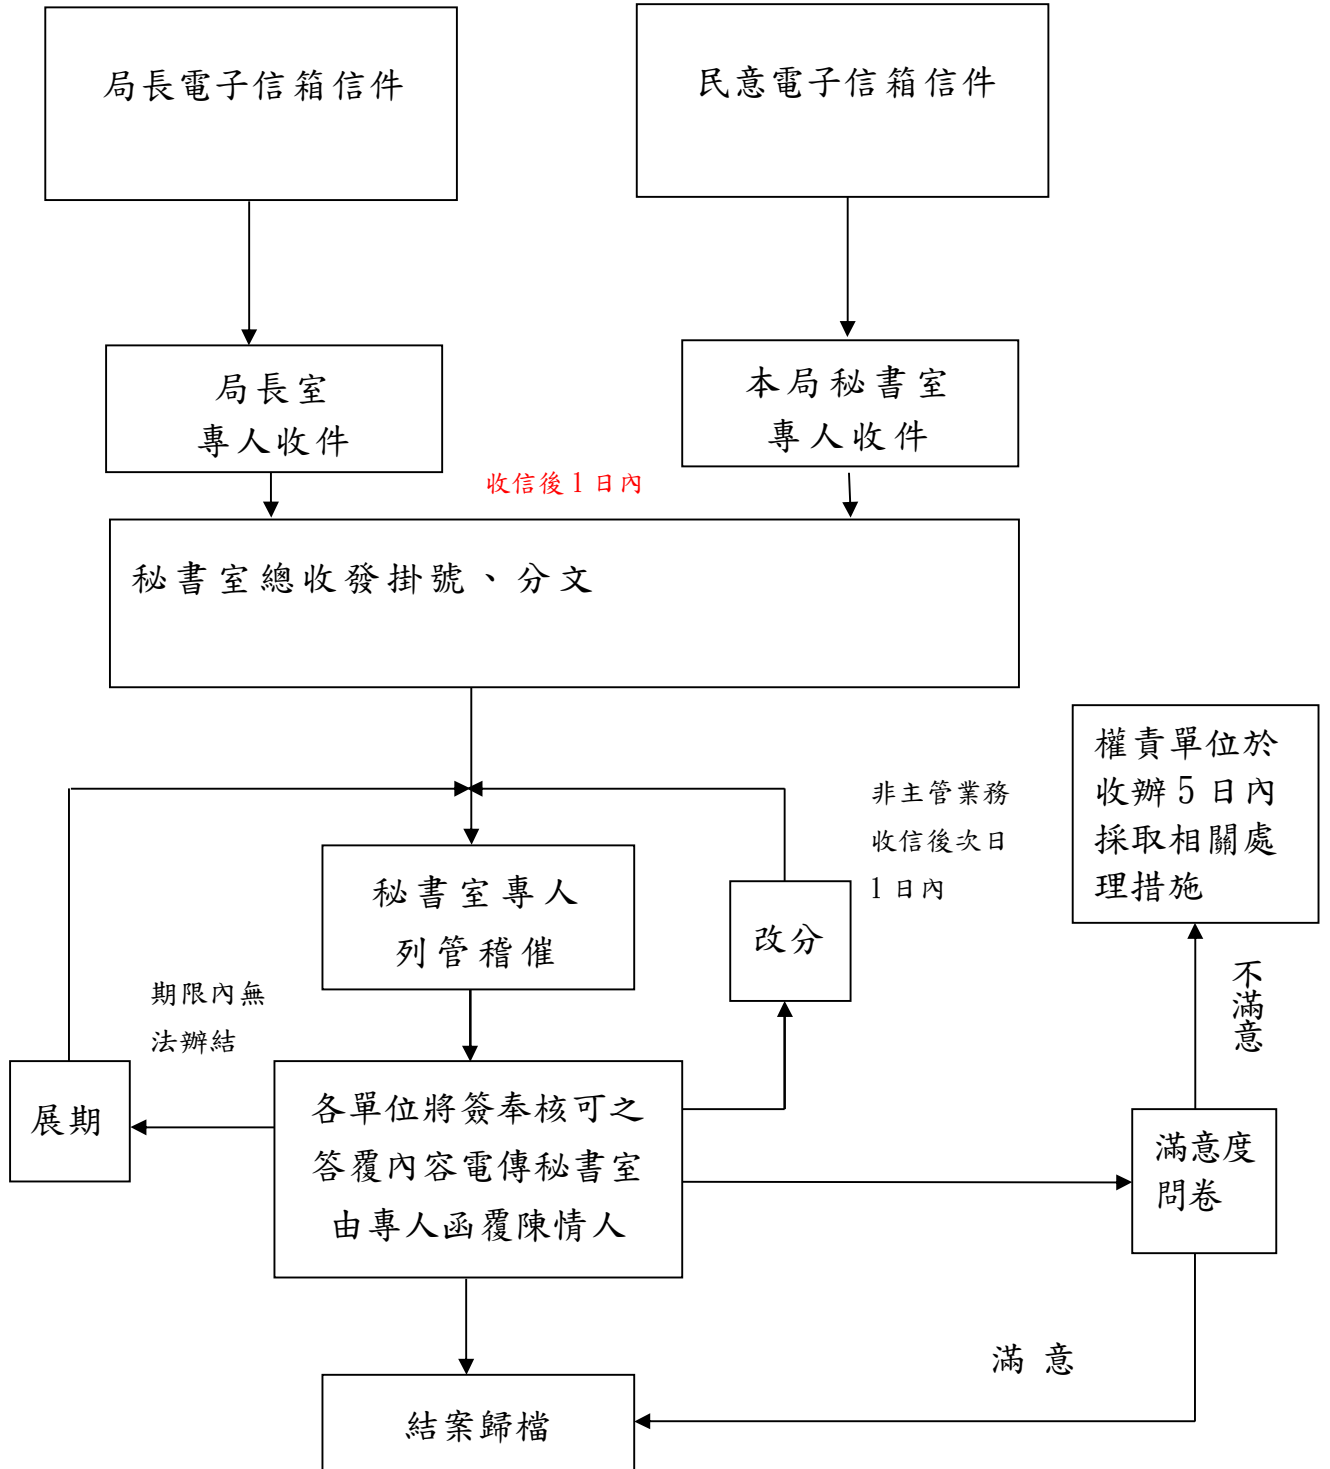 局長電子信箱信件
民意電子信箱信件
局長室
專人收件
本局秘書室
專人收件
收信後1日內
秘書室總收發掛號、分文
權責單位於
收辦5日內
採取相關處
理措施
非主管業務
收信後次日
1日內
秘書室專人
列管稽催
改分
不滿意
期限內無
法辦結
展期
各單位將簽奉核可之
答覆內容電傳秘書室
由專人函覆陳情人
滿意度
問卷
滿 意
結案歸檔